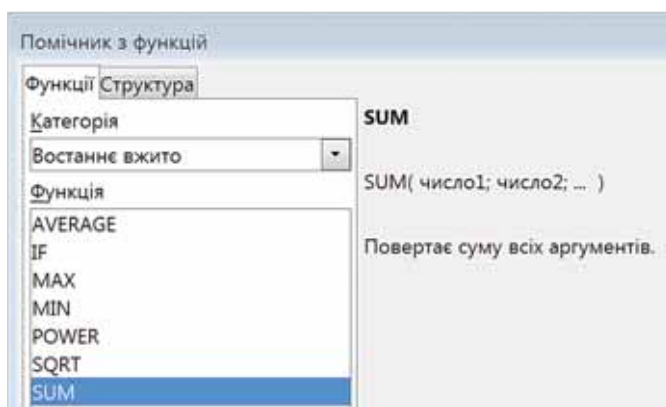 Помічник з функцій
Функції Структура
Категорія
Востаннє вжито
Функція
AVERAGE
IF
MAX
MIN
POWER
SQRT
SUM
SUM
SUM( число1; число2; ... )
Повертає суму всіх аргументів.